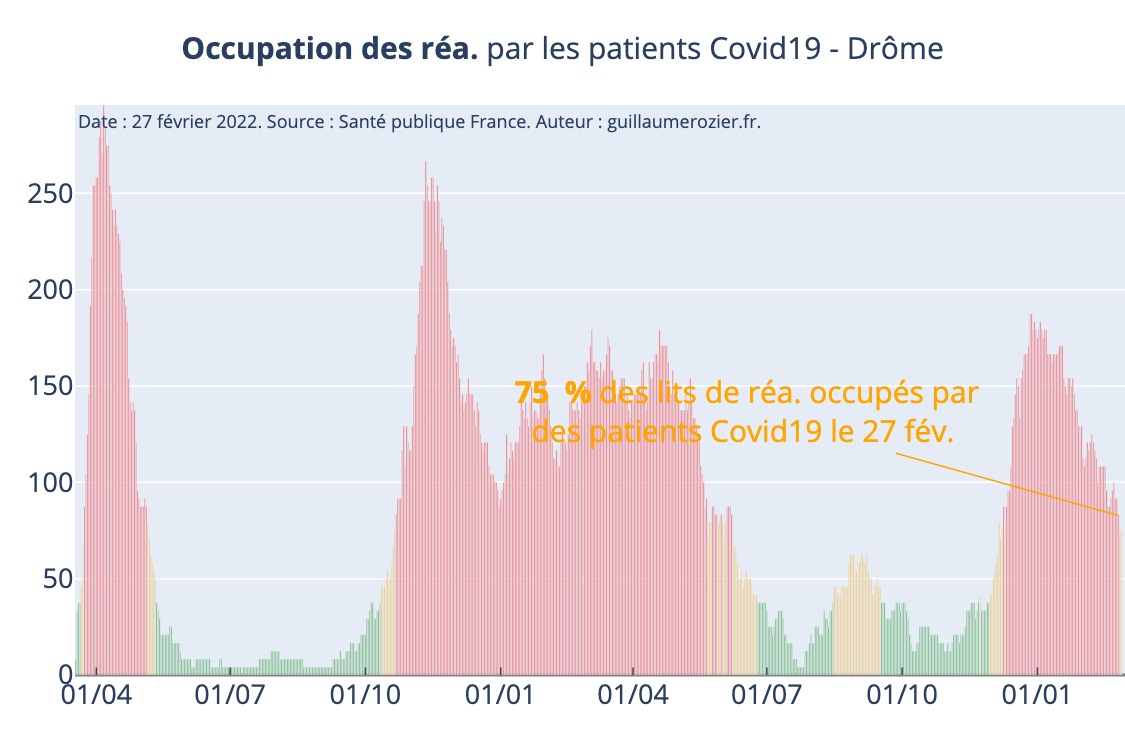 Occupation des réa. par les patients Covid19 - Drôme
Date : 27 février 2022. Source : Santé publique France. Auteur : guillaumerozier.fr.
250
200
150
100
50
0
75 % des lits de réa. occupés par
des patients Covid19 le 27 fév.
01/04 01/07 01/10 01/01 01/04 01/07 01/10 01/01